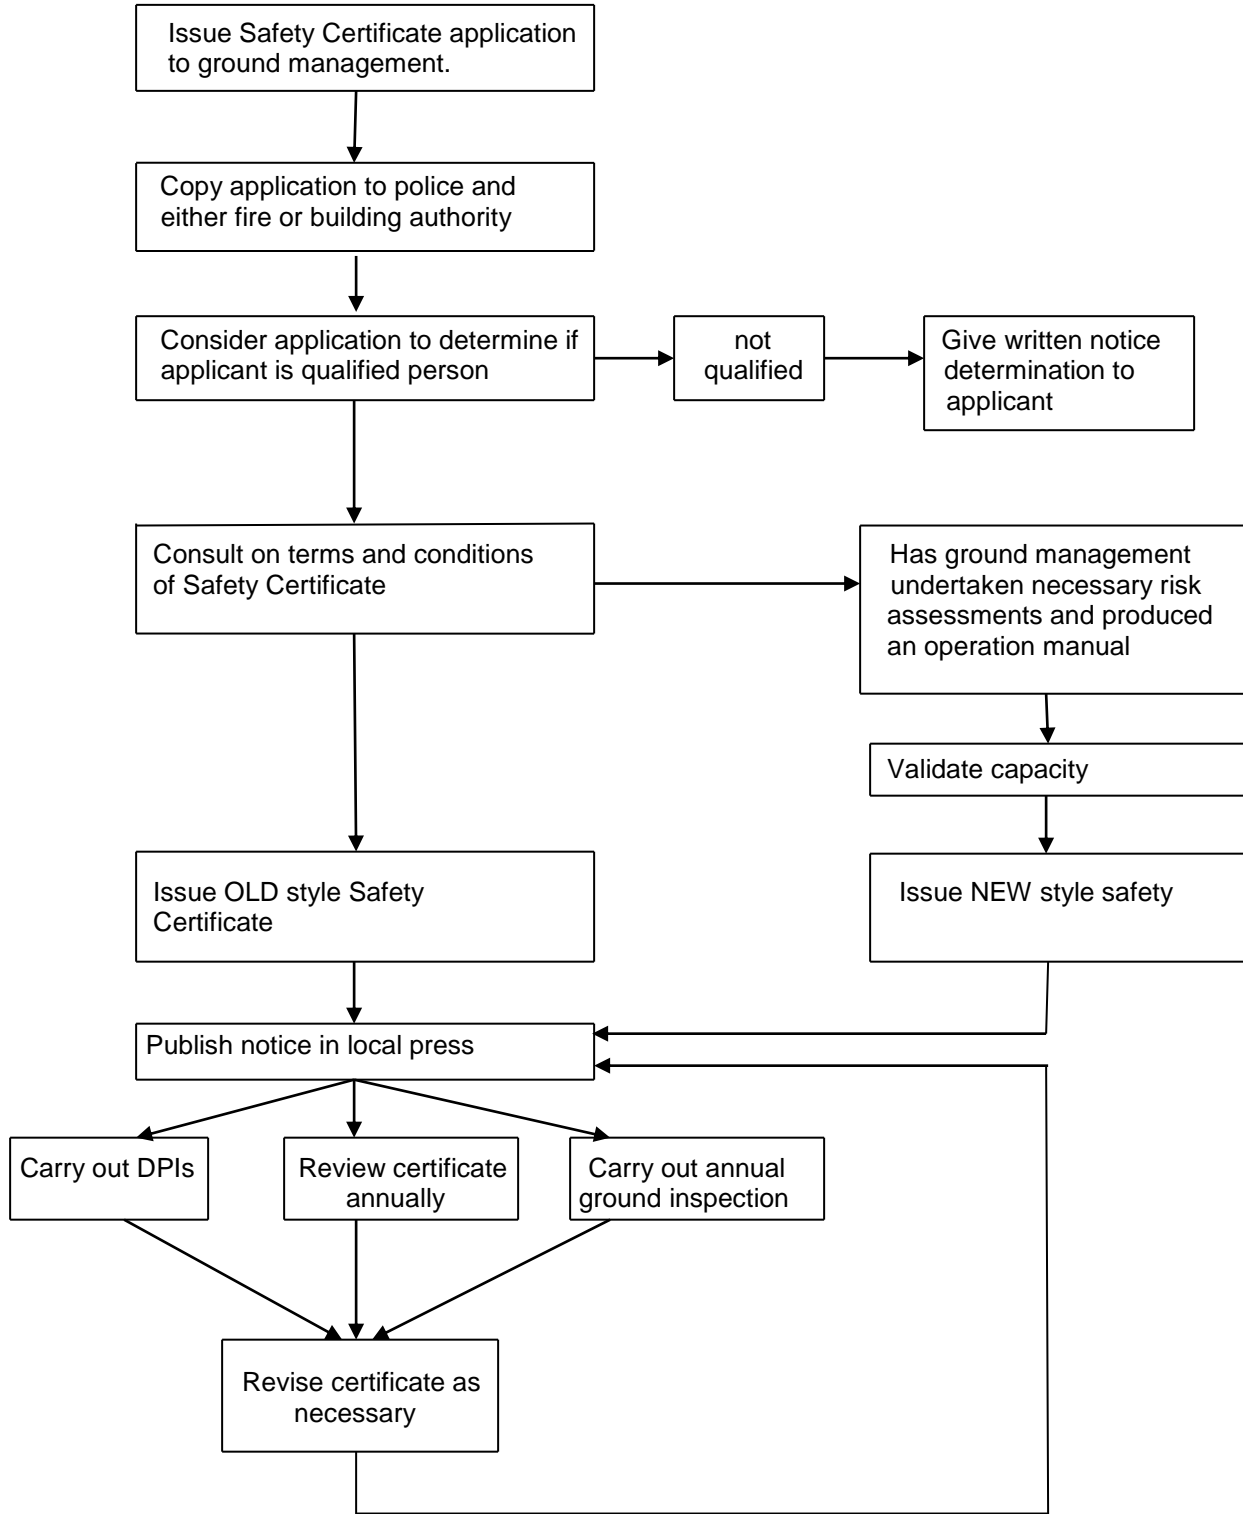 Issue Safety Certificate application
to ground management.
Copy application to police and
either fire or building authority
Consider application to determine if
applicant is qualified person
not
qualified
Give written notice
determination to
applicant
Consult on terms and conditions
of Safety Certificate
Has ground management
undertaken necessary risk
assessments and produced
an operation manual
Validate capacity
Issue OLD style Safety
Certificate
Issue NEW style safety
Publish notice in local press
Carry out DPIs
Review certificate
annually
Carry out annual
ground inspection
Revise certificate as
necessary